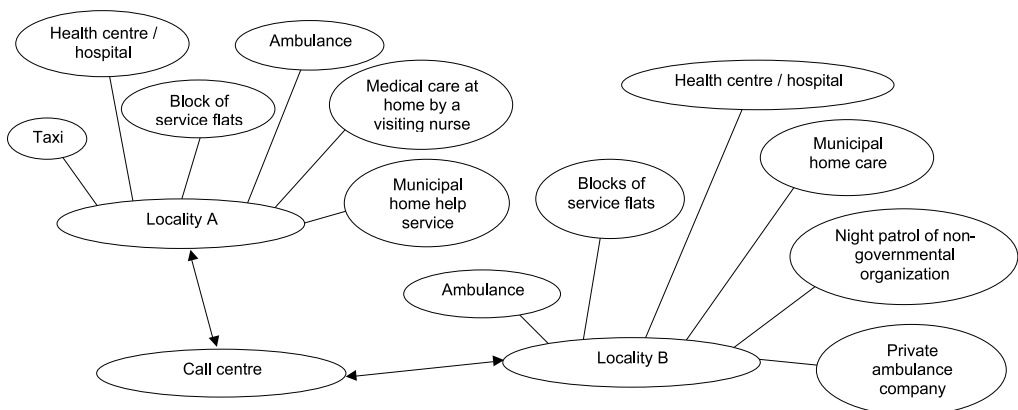 Health centre /
hospital
Ambulance
Block of
service flats
Medical care at
home by a
visiting nurse
Taxi
Municipal
home help
service
Locality A
Health centre / hospital
Municipal
home care
Blocks of
service flats
Night patrol of non-
governmental
organization
Ambulance
Locality B
Private
ambulance
company
Call centre